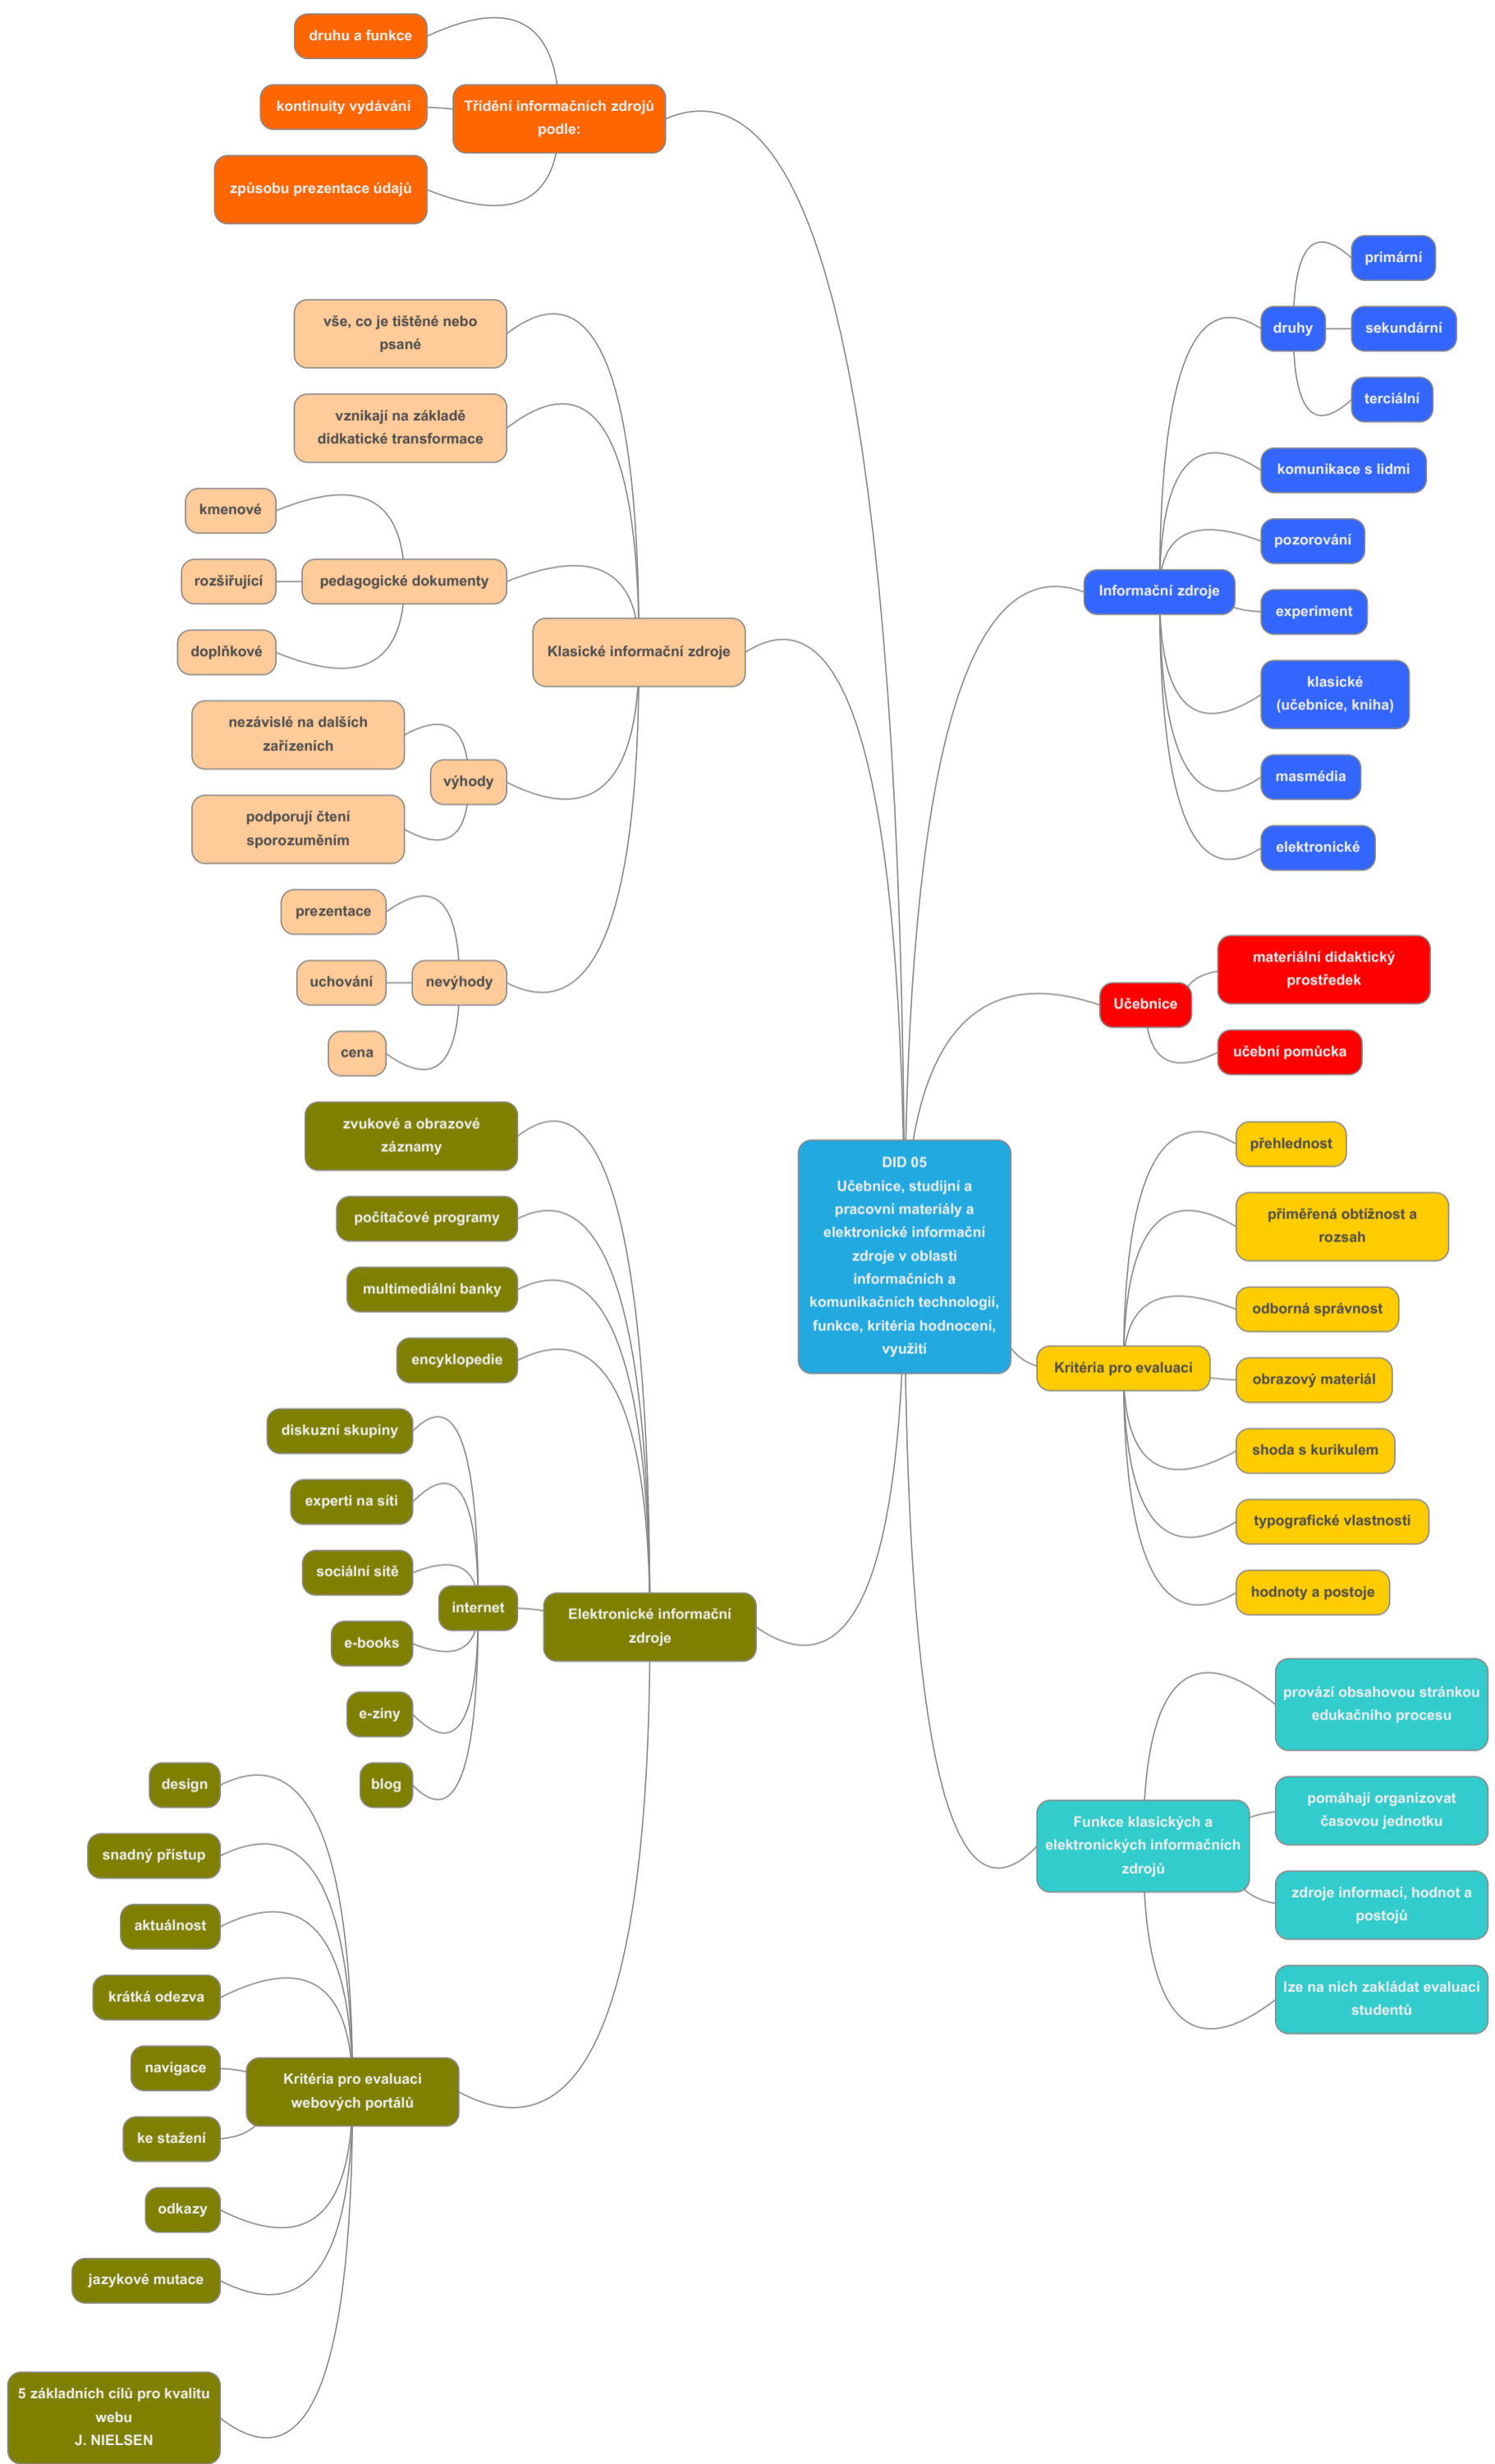 druhu a funkce
kontinuity vydávání
způsobu prezentace údajů
Třídění informačních zdrojů
podle:
vše, co je tištěné nebo
psané
vznikají na základě
didkatické transformace
kmenové
rozšiřující
doplňkové
pedagogické dokumenty
nezávislé na dalších
zařízeních
podporují čtení
sporozuměním
výhody
prezentace
uchování
cena
nevýhody
Klasické informační zdroje
zvukové a obrazové
záznamy
počítačové programy
multimediální banky
encyklopedie
diskuzní skupiny
experti na síti
sociální sítě
e-books
e-ziny
blog
internet
Elektronické informační
zdroje
design
snadný přístup
aktuálnost
krátká odezva
navigace
ke stažení
odkazy
jazykové mutace
5 základních cílů pro kvalitu
webu
J. NIELSEN
Kritéria pro evaluaci
webových portálů
DID 05
Učebnice, studijní a
pracovní materiály a
elektronické informační
zdroje v oblasti
informačních a
komunikačních technologií,
funkce, kritéria hodnocení,
využití
Informační zdroje
druhy
primární
sekundární
terciální
komunikace s lidmi
pozorování
experiment
klasické
(učebnice, kniha)
masmédia
elektronické
Učebnice
materiální didaktický
prostředek
učební pomůcka
Kritéria pro evaluaci
přehlednost
přiměřená obtížnost a
rozsah
odborná správnost
obrazový materiál
shoda s kurikulem
typografické vlastnosti
hodnoty a postoje
Funkce klasických a
elektronických informačních
zdrojů
provází obsahovou stránkou
edukačního procesu
pomáhají organizovat
časovou jednotku
zdroje informací, hodnot a
postojů
lze na nich zakládat evaluaci
studentů